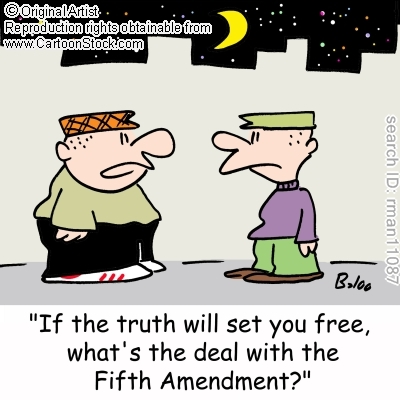 © Original Artist
Reproduction rights obtainable from
www.CartoonStock.com
search ID: rman11087
Baloo
"If the truth will set you free,
what's the deal with the
Fifth Amendment?"